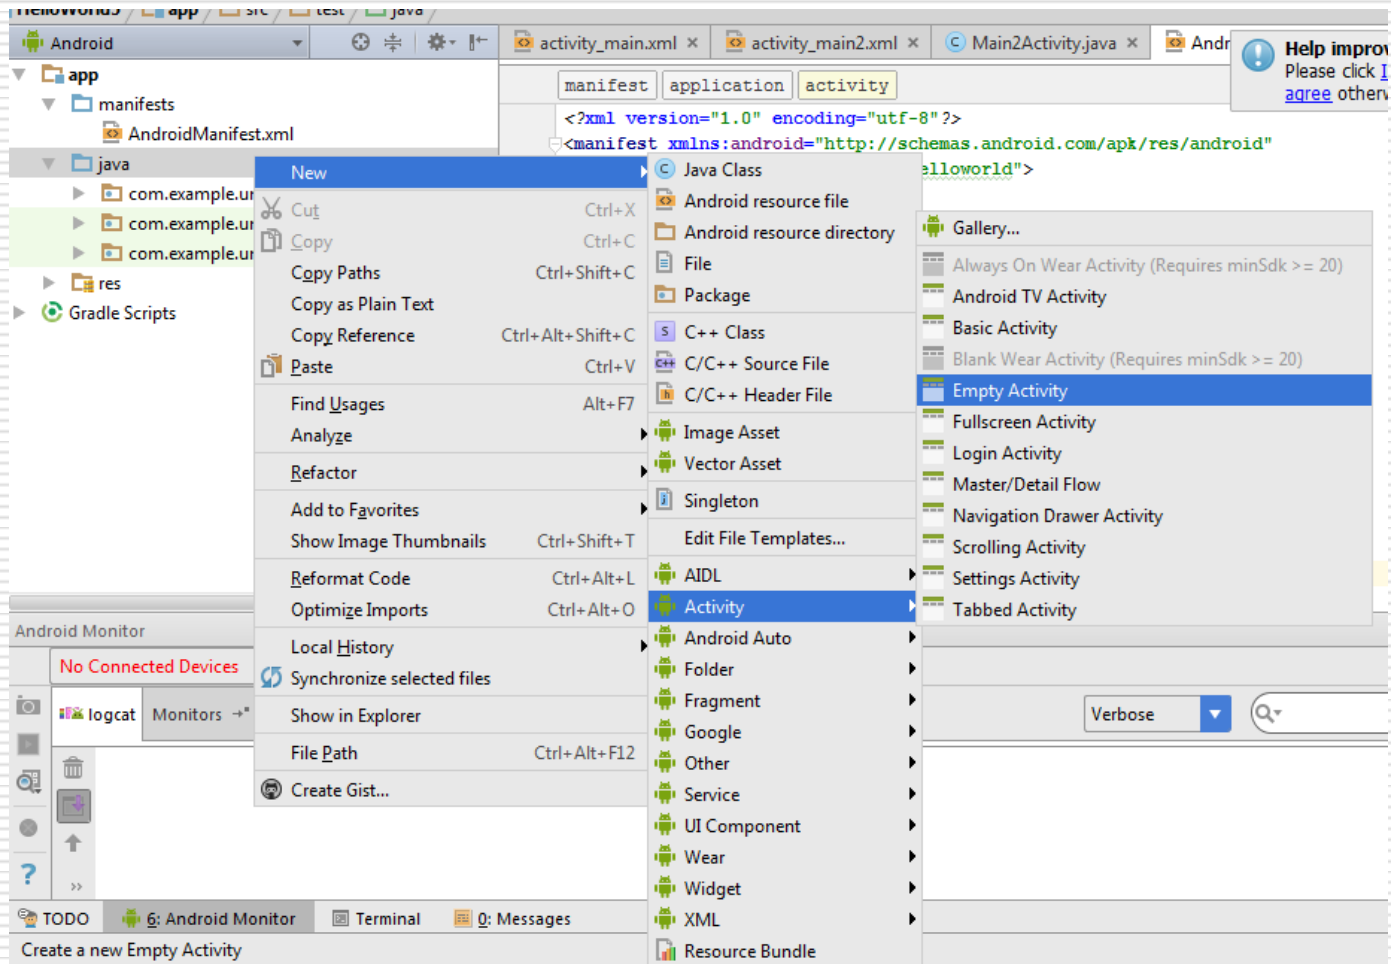 HelloWorld5 app src test java
Android
activity_main.xml ×
activity_main2.xml ×
Main2Activity.java ×
Andr
Help improv
Please click I
agree otherw
app
manifests
AndroidManifest.xml
java
com.example.ur
com.example.ur
com.example.ur
res
Gradle Scripts
manifest application activity
<?xml version="1.0" encoding="utf-8"?>
<manifest xmlns:android="http://schemas.android.com/apk/res/android"
elloworld">
New
Cut Ctrl+X
Copy Ctrl+C
Copy Paths Ctrl+Shift+C
Copy as Plain Text
Copy Reference Ctrl+Alt+Shift+C
Paste Ctrl+V
Find Usages Alt+F7
Analyze
Refactor
Add to Favorites
Show Image Thumbnails Ctrl+Shift+T
Reformat Code Ctrl+Alt+L
Optimize Imports Ctrl+Alt+O
Local History
Synchronize selected files
Show in Explorer
File Path Ctrl+Alt+F12
Create Gist...
Java Class
Android resource file
Android resource directory
File
Package
C++ Class
C/C++ Source File
C/C++ Header File
Image Asset
Vector Asset
Singleton
Edit File Templates...
AIDL
Activity
Android Auto
Folder
Fragment
Google
Other
Service
UI Component
Wear
Widget
XML
Resource Bundle
Gallery...
Always On Wear Activity (Requires minSdk >= 20)
Android TV Activity
Basic Activity
Blank Wear Activity (Requires minSdk >= 20)
Empty Activity
Fullscreen Activity
Login Activity
Master/Detail Flow
Navigation Drawer Activity
Scrolling Activity
Settings Activity
Tabbed Activity
Android Monitor
No Connected Devices
logcat Monitors
Verbose
TODO 6: Android Monitor Terminal 0: Messages
Create a new Empty Activity